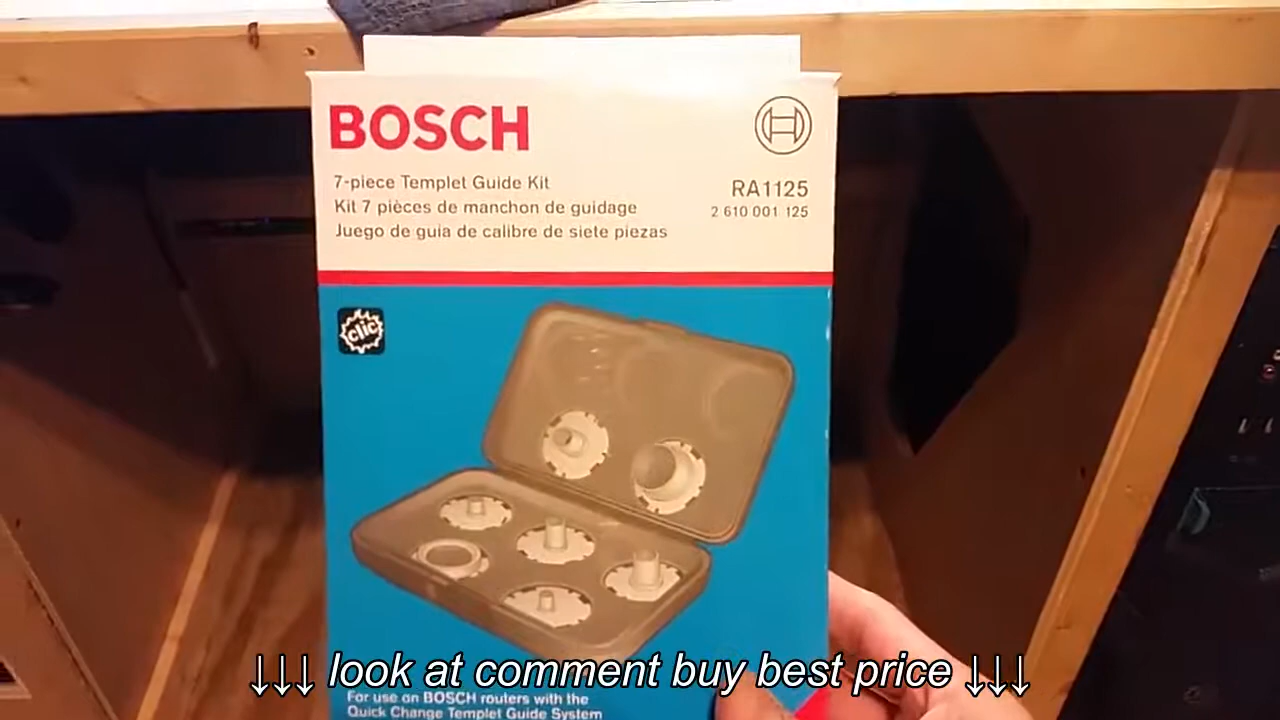 BOSCH
7-piece Templet Guide Kit
Kit 7 pièces de manchon de guidage
Juego de guia de calibre de siete piezas
RA1125
2 610 001 125
clic
↓↓↓ look at comment buy best price ↓↓↓
For use on BOSCH routers with the
Quick Change Templet Guide System